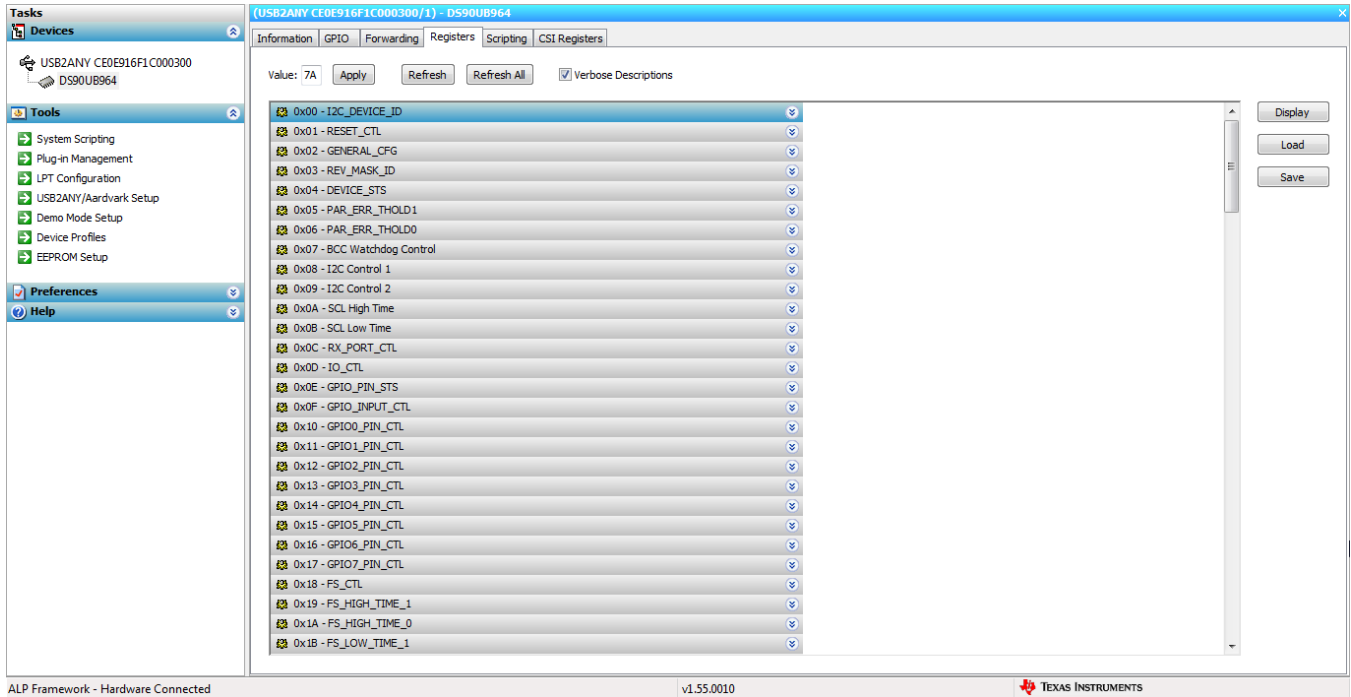 Tasks
Devices
USB2ANY CE0E916F1C000300
DS90UB964
Tools
System Scripting
Plug-in Management
LPT Configuration
USB2ANY/Aardvark Setup
Demo Mode Setup
Device Profiles
EEPROM Setup
Preferences
Help
(USB2ANY CE0E916F1C000300/1) - DS90UB964
Information GPIO Forwarding Registers Scripting CSI Registers
Value: 7A Apply Refresh Refresh All Verbose Descriptions
0x00 - I2C_DEVICE_ID
0x01 - RESET_CTL
0x02 - GENERAL_CFG
0x03 - REV_MASK_ID
0x04 - DEVICE_STS
0x05 - PAR_ERR_THOLD1
0x06 - PAR_ERR_THOLD0
0x07 - BCC Watchdog Control
0x08 - I2C Control 1
0x09 - I2C Control 2
0x0A - SCL High Time
0x0B - SCL Low Time
0x0C - RX_PORT_CTL
0x0D - IO_CTL
0x0E - GPIO_PIN_STS
0x0F - GPIO_INPUT_CTL
0x10 - GPIO0_PIN_CTL
0x11 - GPIO1_PIN_CTL
0x12 - GPIO2_PIN_CTL
0x13 - GPIO3_PIN_CTL
0x14 - GPIO4_PIN_CTL
0x15 - GPIO5_PIN_CTL
0x16 - GPIO6_PIN_CTL
0x17 - GPIO7_PIN_CTL
0x18 - FS_CTL
0x19 - FS_HIGH_TIME_1
0x1A - FS_HIGH_TIME_0
0x1B - FS_LOW_TIME_1
Display
Load
Save
ALP Framework - Hardware Connected
v1.55.0010
TEXAS INSTRUMENTS